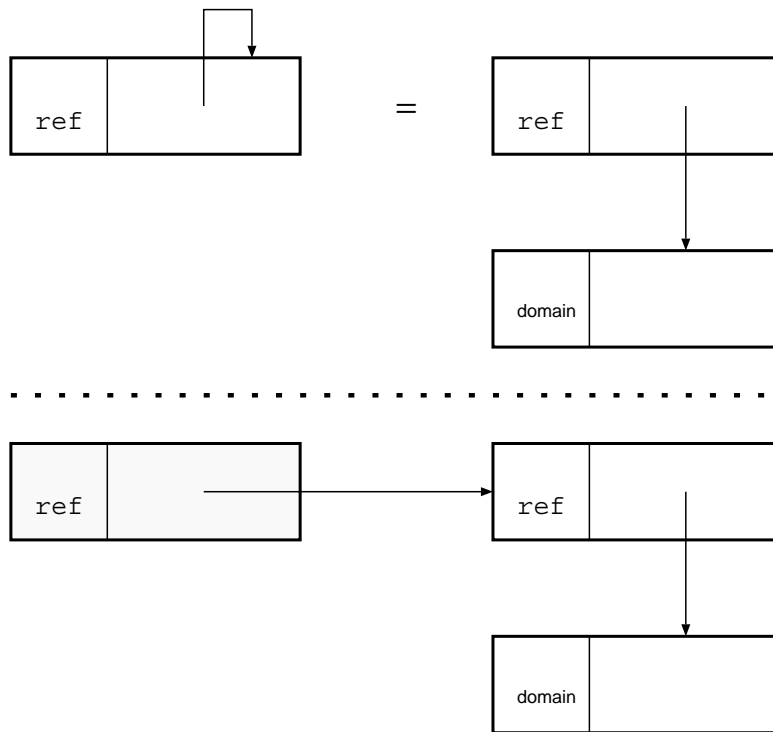 ref = ref
domain
ref ref
domain